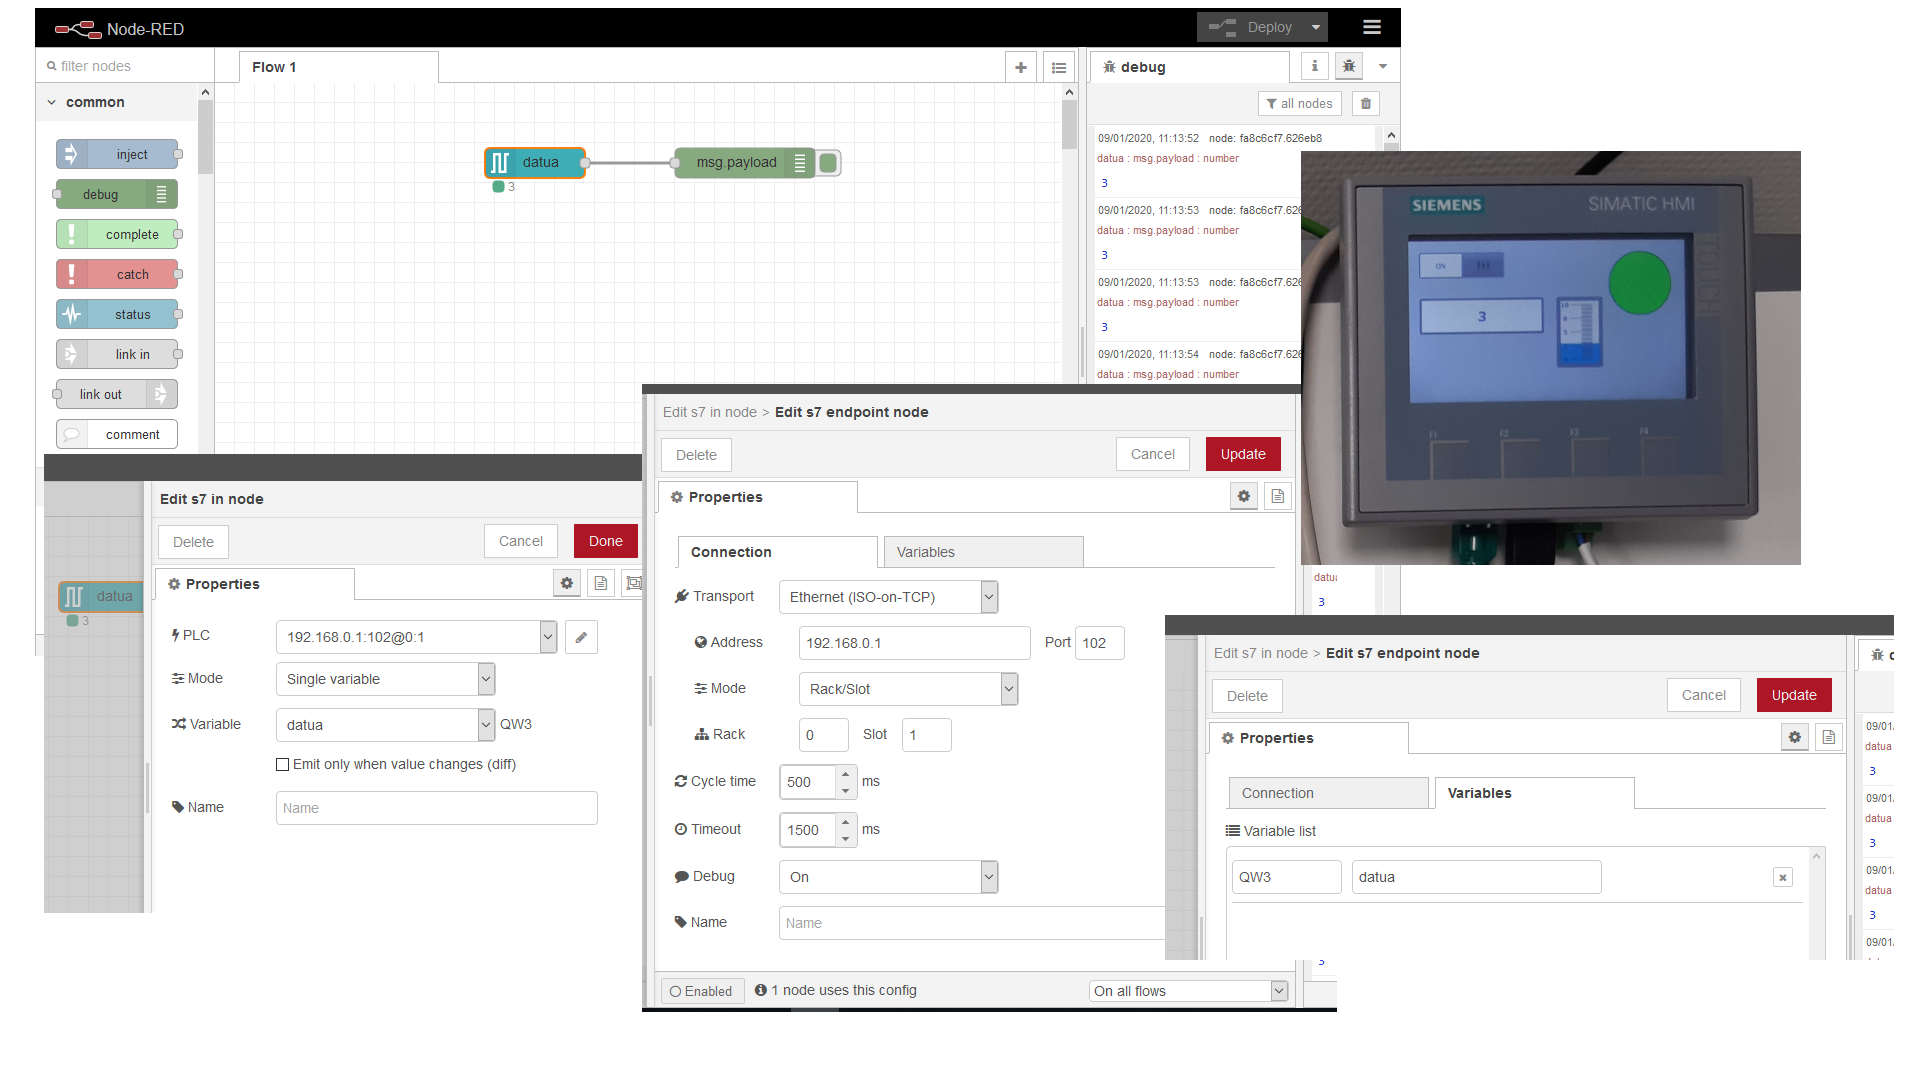 Node-RED
Deploy
filter nodes
Flow 1
debug
i
common
all nodes
inject
debug
complete
catch
status
link in
link out
comment
datua
3
msg.payload
09/01/2020, 11:13:52 node: fa8c6cf7.626eb8
datua : msg.payload : number
3
09/01/2020, 11:13:53 node: fa8c6cf7.626
datua : msg.payload : number
3
09/01/2020, 11:13:53 node: fa8c6cf7.626
datua : msg.payload : number
3
09/01/2020, 11:13:54 node: fa8c6cf7.626
datua : msg.payload : number
SIEMENS
SIMATIC HMI
TOUCH
ON
3
10
F1 F2 F3 F4
datua
3
Edit s7 in node
Delete
Cancel
Done
Properties
datua
3
PLC
192.168.0.1:102@0:1
Mode
Single variable
Variable
datua
QW3
Emit only when value changes (diff)
Name
Name
Edit s7 in node > Edit s7 endpoint node
Delete
Cancel
Update
Properties
Connection
Variables
Transport
Ethernet (ISO-on-TCP)
Address
192.168.0.1
Port
102
Mode
Rack/Slot
Rack
0
Slot
1
Cycle time
500
ms
Timeout
1500
ms
Debug
On
Name
Name
Enabled
1 node uses this config
On all flows
3
Edit s7 in node > Edit s7 endpoint node
Delete
Cancel
Update
Properties
Connection
Variables
Variable list
QW3
datua
09/01/
datua
3
09/01/
datua
3
09/01/
datua
3
09/01/